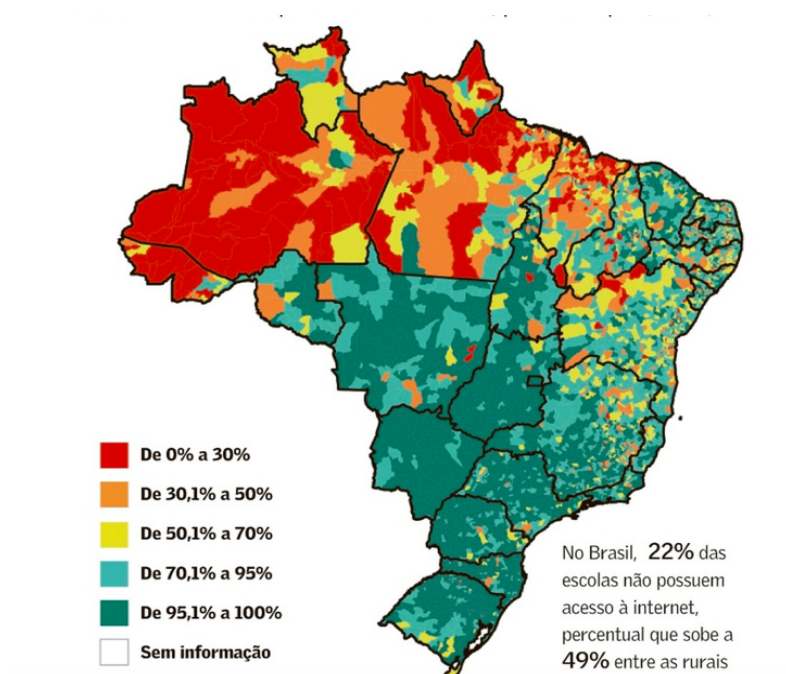 De 0% a 30%
De 30,1% a 50%
De 50,1% a 70%
De 70,1% a 95%
De 95,1% a 100%
Sem informação
No Brasil, 22% das
escolas não possuem
acesso à internet,
percentual que sobe a
49% entre as rurais